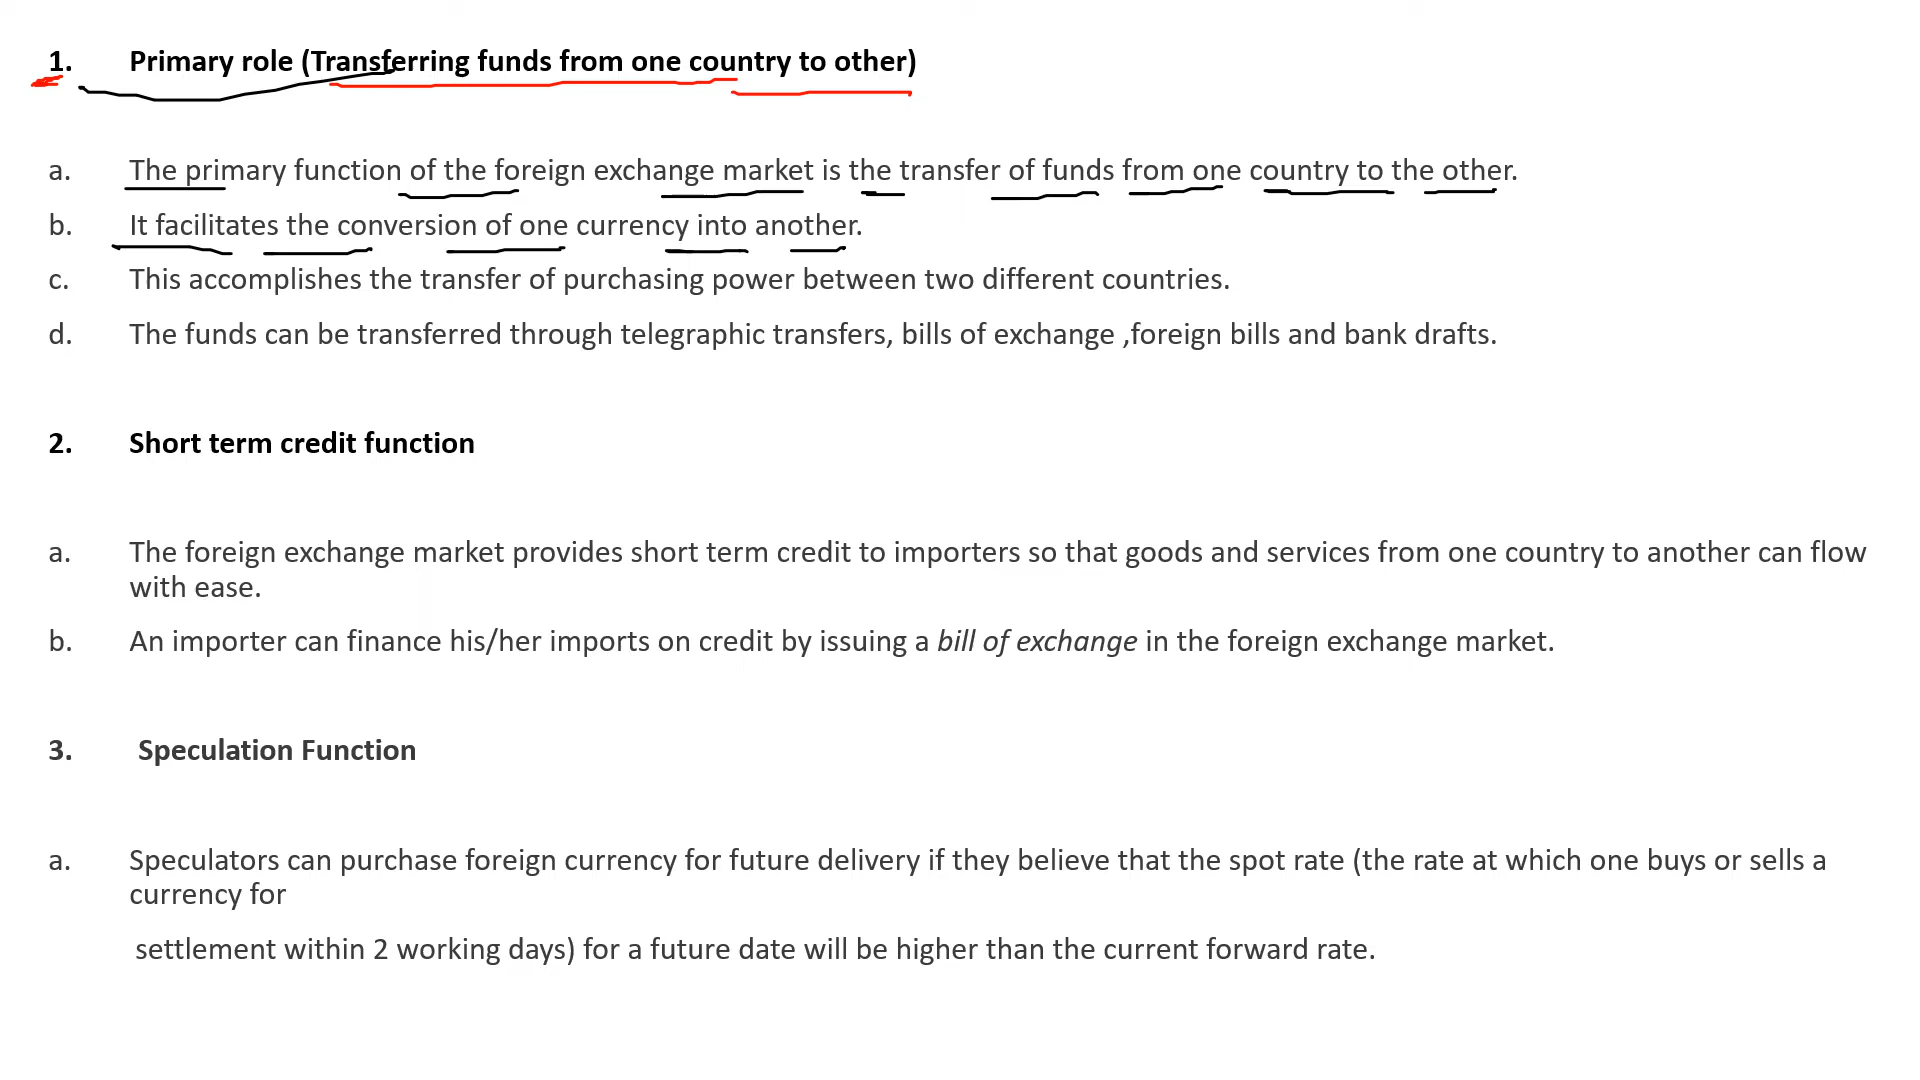 1. Primary role (Transferring funds from one country to other)
a. The primary function of the foreign exchange market is the transfer of funds from one country to the other.
b. It facilitates the conversion of one currency into another.
c. This accomplishes the transfer of purchasing power between two different countries.
d. The funds can be transferred through telegraphic transfers, bills of exchange ,foreign bills and bank drafts.
2. Short term credit function
a. The foreign exchange market provides short term credit to importers so that goods and services from one country to another can flow
with ease.
b. An importer can finance his/her imports on credit by issuing a bill of exchange in the foreign exchange market.
3. Speculation Function
a. Speculators can purchase foreign currency for future delivery if they believe that the spot rate (the rate at which one buys or sells a
currency for
settlement within 2 working days) for a future date will be higher than the current forward rate.